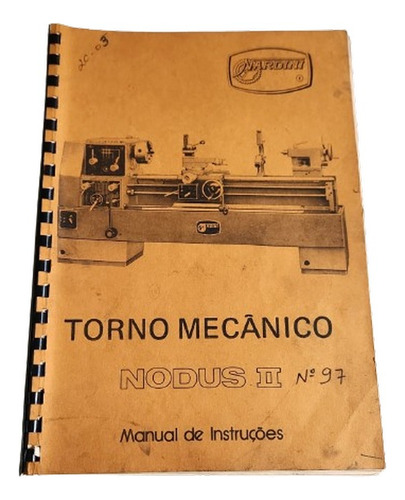 NARDINI
TORNO MECÂNICO
NODUS II Nº 97
Manual de Instruções